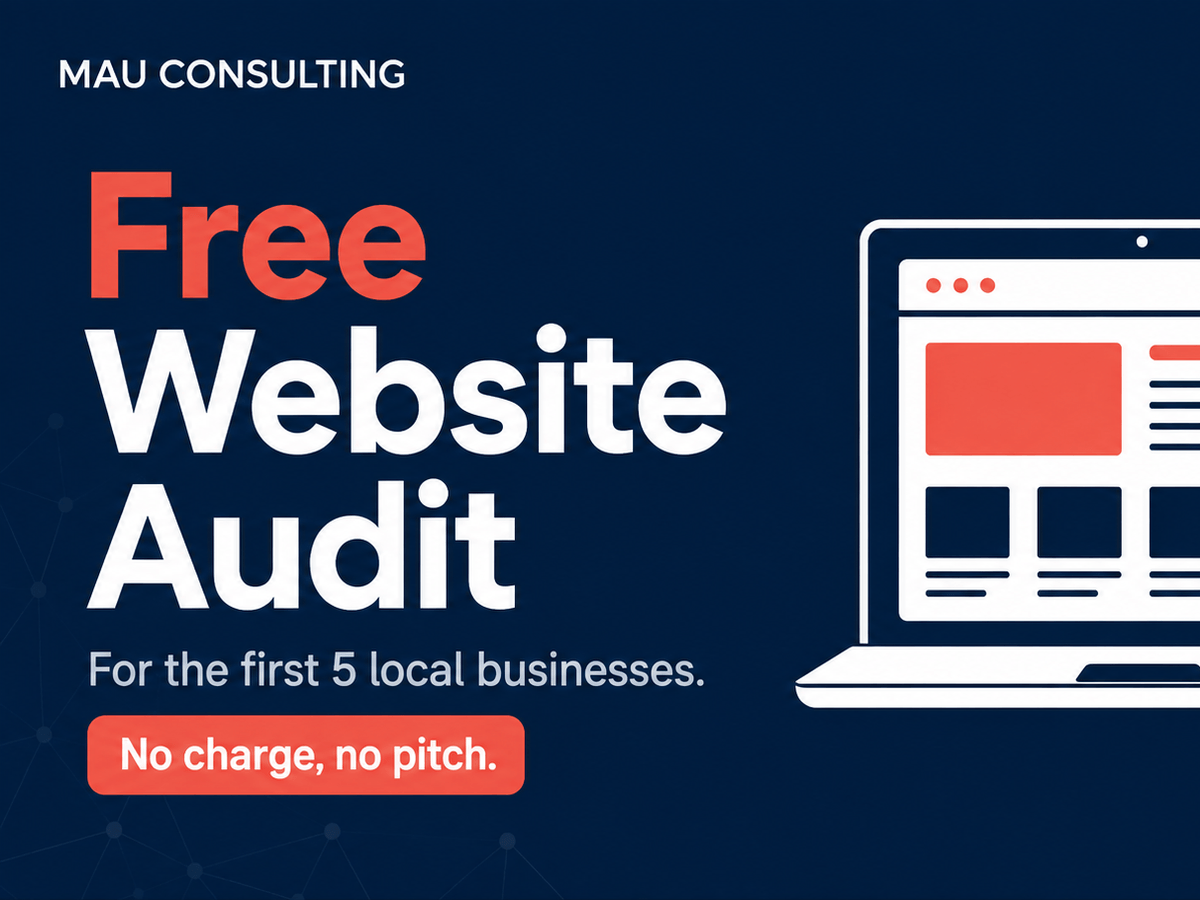 MAU CONSULTING
Free
Website
Audit
For the first 5 local businesses.
No charge, no pitch.